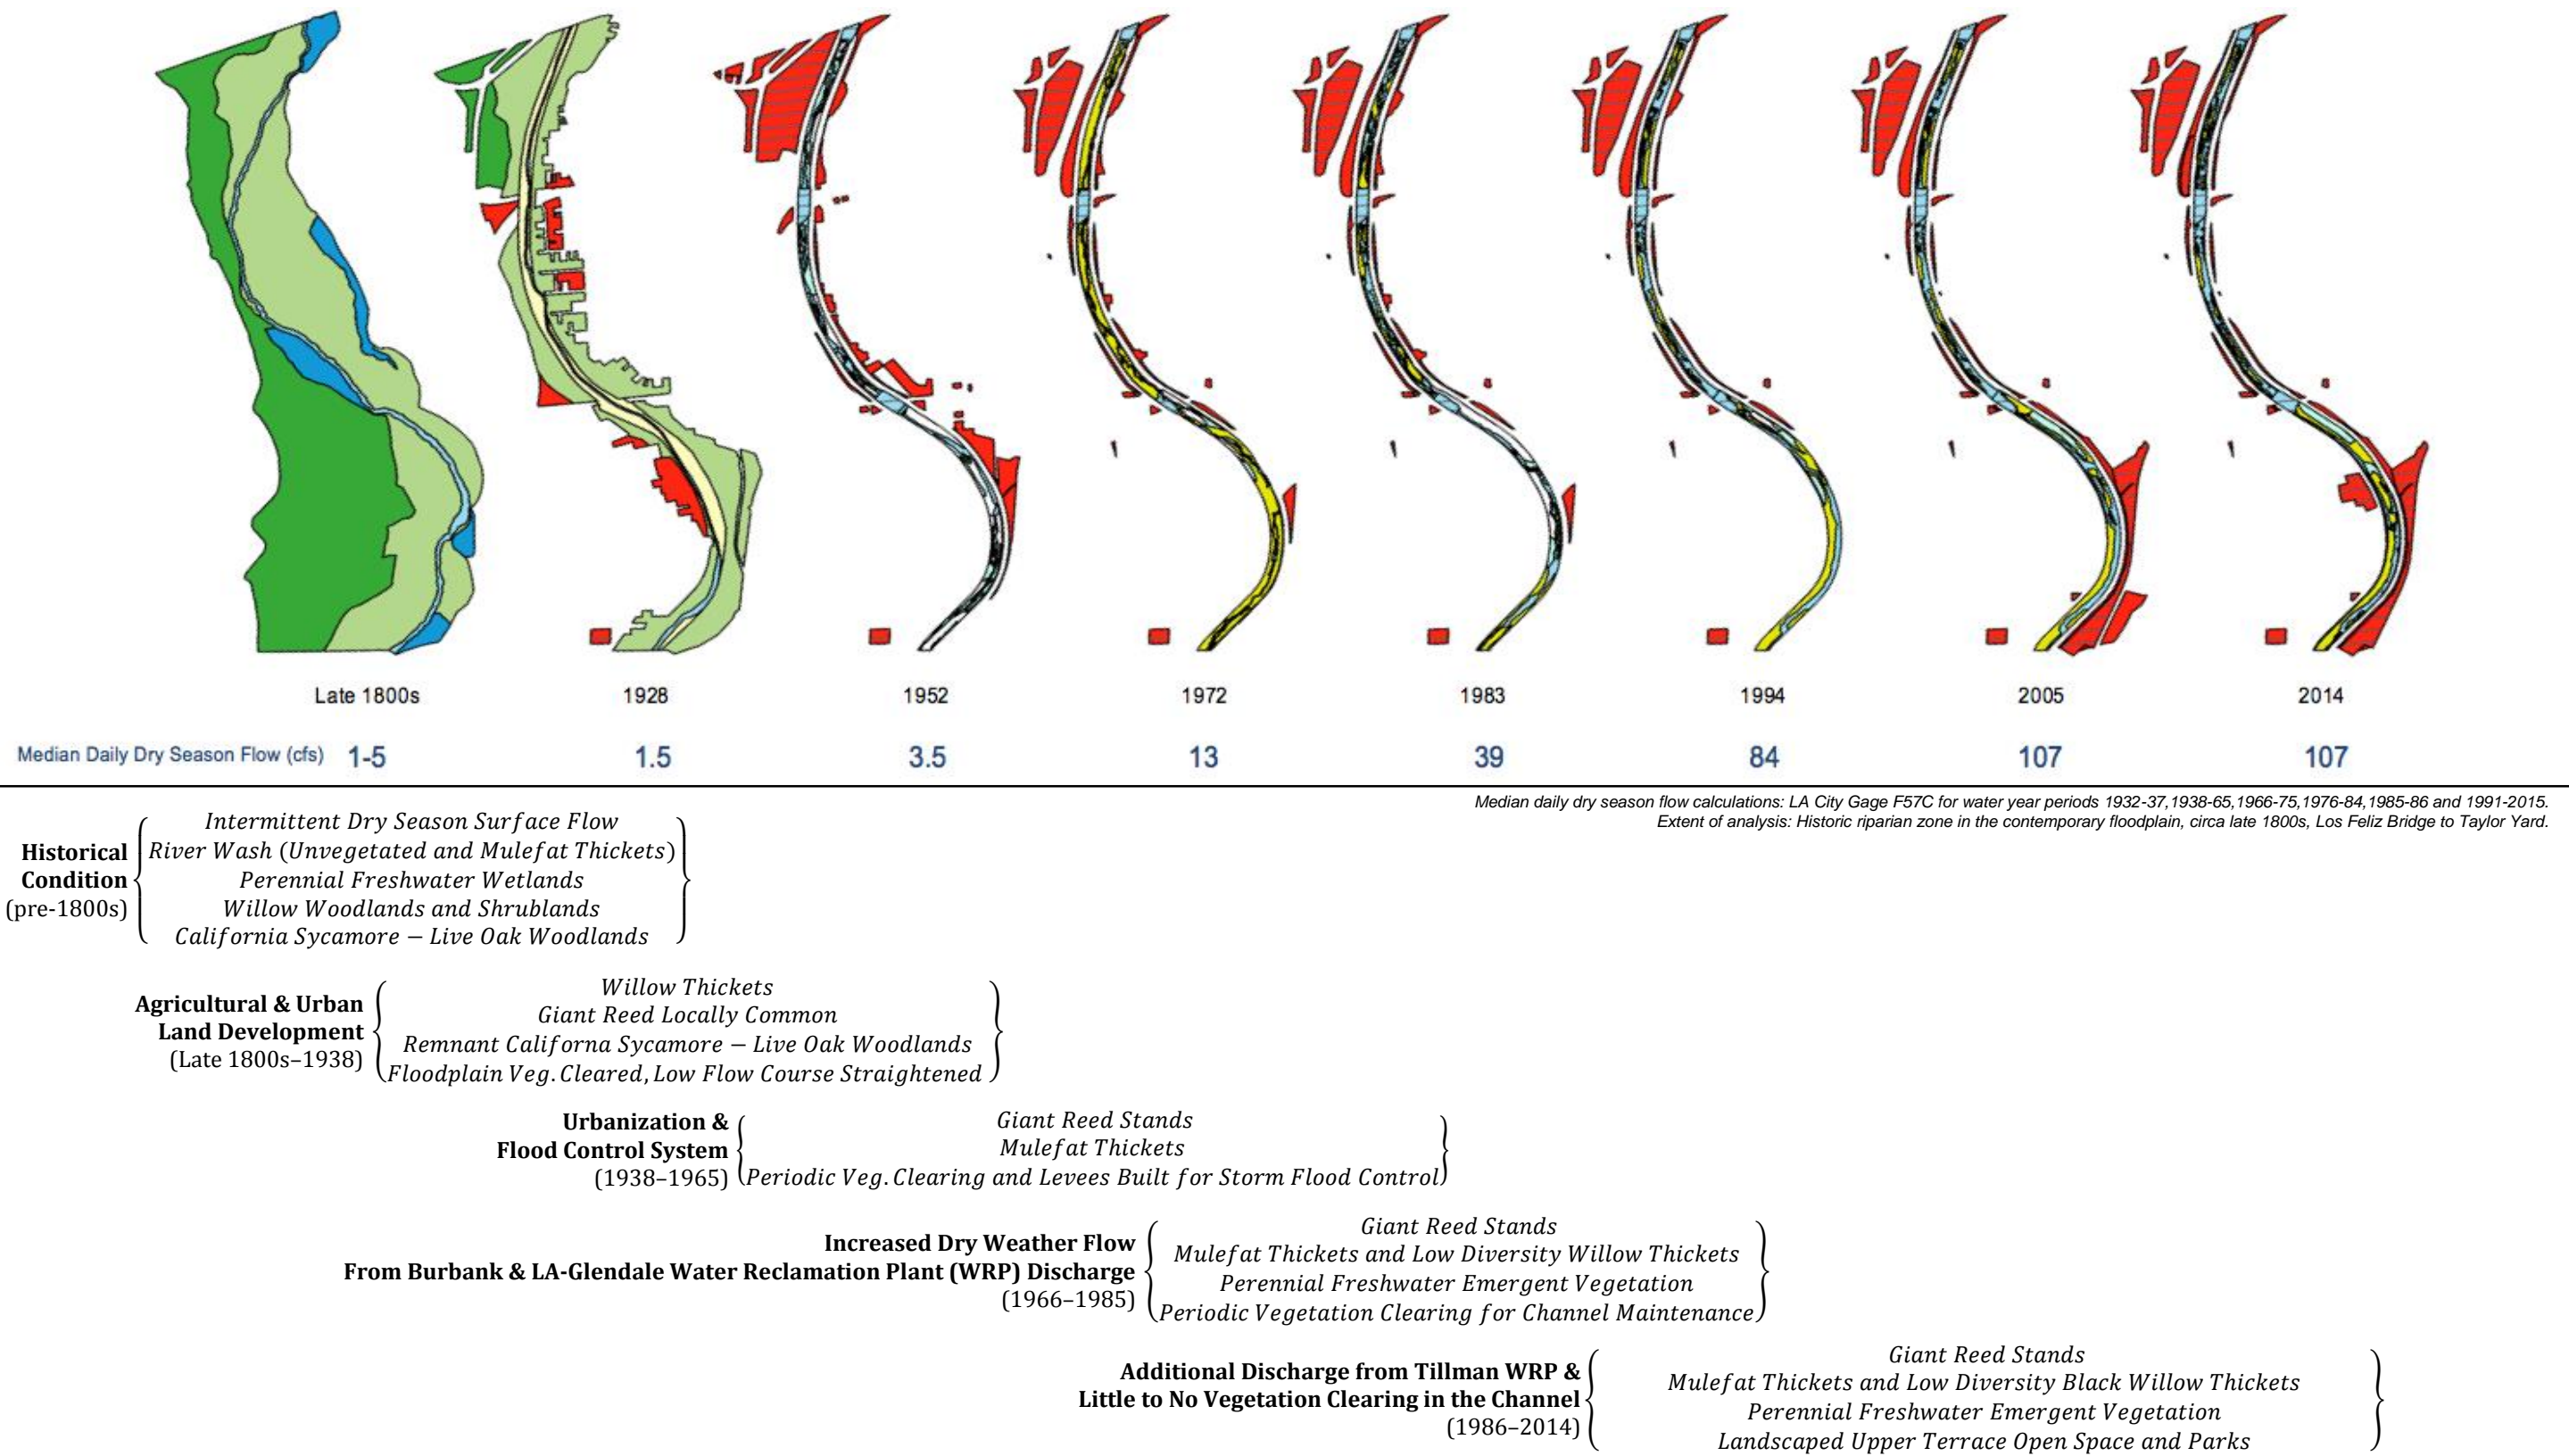 Late 1800s 1928 1952 1972 1983 1994 2005 2014
Median Daily Dry Season Flow (cfs) 1-5 1.5 3.5 13 39 84 107 107
Median daily dry season flow calculations: LA City Gage F57C for water year periods 1932-37,1938-65,1966-75,1976-84,1985-86 and 1991-2015.
Extent of analysis: Historic riparian zone in the contemporary floodplain, circa late 1800s, Los Feliz Bridge to Taylor Yard.
Historical
Condition
(pre-1800s)
Intermittent Dry Season Surface Flow
River Wash (Unvegetated and Mulefat Thickets)
Perennial Freshwater Wetlands
Willow Woodlands and Shrublands
California Sycamore – Live Oak Woodlands
Agricultural & Urban
Land Development
(Late 1800s–1938)
Willow Thickets
Giant Reed Locally Common
Remnant Californa Sycamore – Live Oak Woodlands
Floodplain Veg. Cleared, Low Flow Course Straightened
Urbanization &
Flood Control System
(1938–1965)
Giant Reed Stands
Mulefat Thickets
Periodic Veg. Clearing and Levees Built for Storm Flood Control
Increased Dry Weather Flow
From Burbank & LA-Glendale Water Reclamation Plant (WRP) Discharge
(1966–1985)
Giant Reed Stands
Mulefat Thickets and Low Diversity Willow Thickets
Perennial Freshwater Emergent Vegetation
Periodic Vegetation Clearing for Channel Maintenance
Additional Discharge from Tillman WRP &
Little to No Vegetation Clearing in the Channel
(1986–2014)
Giant Reed Stands
Mulefat Thickets and Low Diversity Black Willow Thickets
Perennial Freshwater Emergent Vegetation
Landscaped Upper Terrace Open Space and Parks